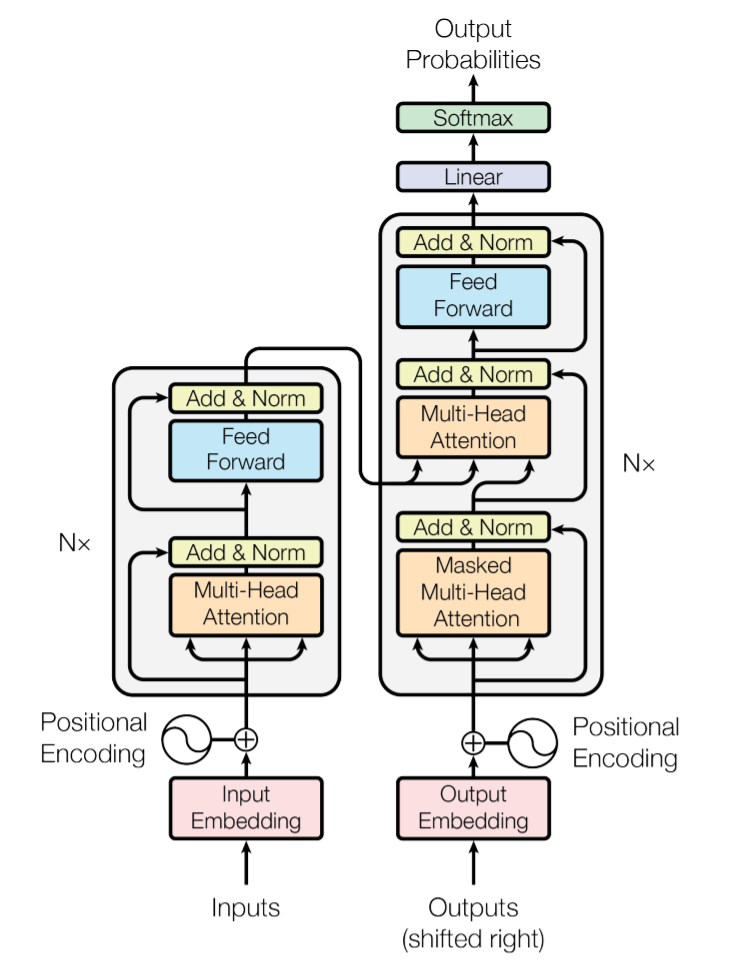 Output
Probabilities
Softmax
Linear
Add & Norm
Feed
Forward
Add & Norm
Multi-Head
Attention
Nx
Add & Norm
Masked
Multi-Head
Attention
Add & Norm
Feed
Forward
Nx
Add & Norm
Multi-Head
Attention
Positional
Encoding
Positional
Encoding
Input
Embedding
Output
Embedding
Inputs
Outputs
(shifted right)